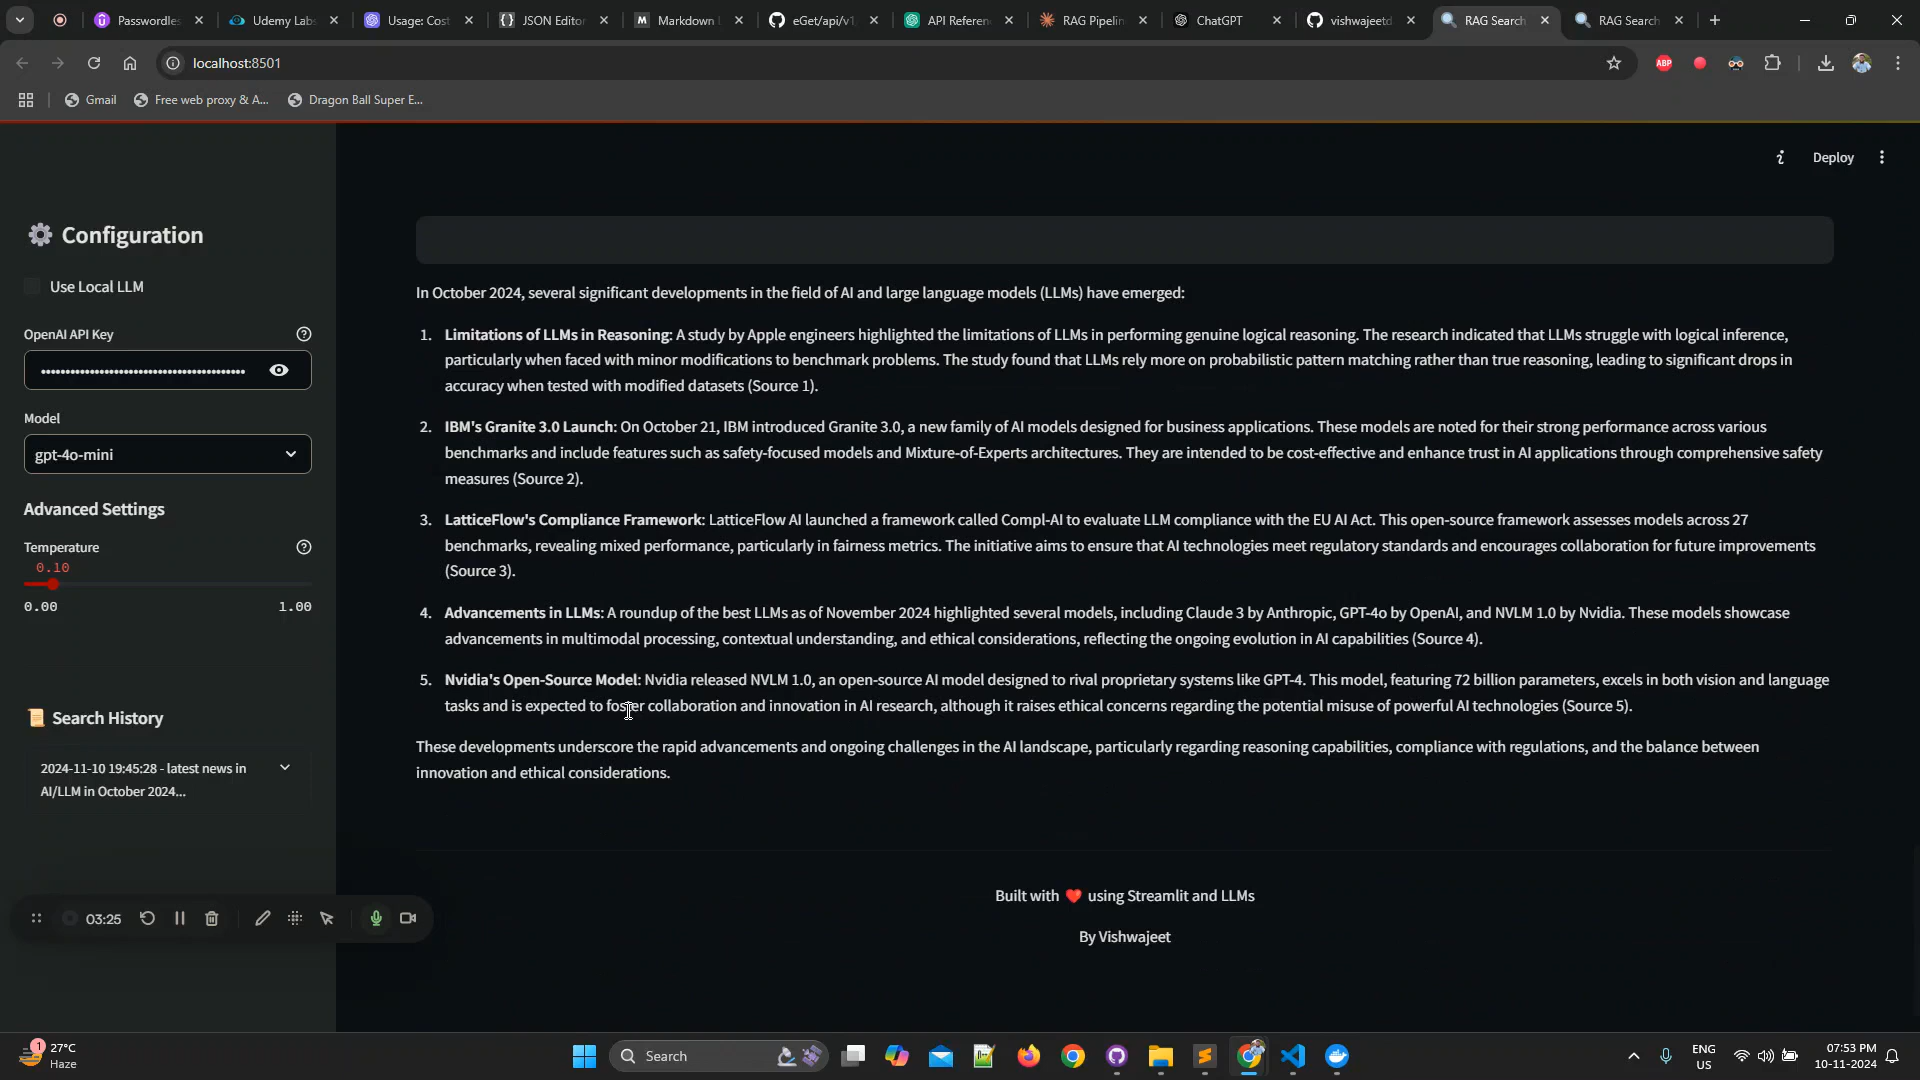 Passwordles
Udemy Lab
Usage: Cost
JSON Editor
Markdown L
eGet/api/v1
API Referen
RAG Pipelin
ChatGPT
vishwajeetd
RAG Search
RAG Search
localhost:8501
ABP
Gmail
Free web proxy & A...
Dragon Ball Super E...
Deploy
Configuration
Use Local LLM
OpenAI API Key
Model
gpt-4o-mini
Advanced Settings
Temperature
0.10
0.00 1.00
Search History
2024-11-10 19:45:28 - latest news in
AI/LLM in October 2024...
03:25
In October 2024, several significant developments in the field of AI and large language models (LLMs) have emerged:
1. Limitations of LLMs in Reasoning: A study by Apple engineers highlighted the limitations of LLMs in performing genuine logical reasoning. The research indicated that LLMs struggle with logical inference,
particularly when faced with minor modifications to benchmark problems. The study found that LLMs rely more on probabilistic pattern matching rather than true reasoning, leading to significant drops in
accuracy when tested with modified datasets (Source 1).
2. IBM's Granite 3.0 Launch: On October 21, IBM introduced Granite 3.0, a new family of AI models designed for business applications. These models are noted for their strong performance across various
benchmarks and include features such as safety-focused models and Mixture-of-Experts architectures. They are intended to be cost-effective and enhance trust in AI applications through comprehensive safety
measures (Source 2).
3. LatticeFlow's Compliance Framework: LatticeFlow AI launched a framework called Compl-AI to evaluate LLM compliance with the EU AI Act. This open-source framework assesses models across 27
benchmarks, revealing mixed performance, particularly in fairness metrics. The initiative aims to ensure that AI technologies meet regulatory standards and encourages collaboration for future improvements
(Source 3).
4. Advancements in LLMs: A roundup of the best LLMs as of November 2024 highlighted several models, including Claude 3 by Anthropic, GPT-4o by OpenAI, and NVLM 1.0 by Nvidia. These models showcase
advancements in multimodal processing, contextual understanding, and ethical considerations, reflecting the ongoing evolution in AI capabilities (Source 4).
5. Nvidia's Open-Source Model: Nvidia released NVLM 1.0, an open-source AI model designed to rival proprietary systems like GPT-4. This model, featuring 72 billion parameters, excels in both vision and language
tasks and is expected to foster collaboration and innovation in AI research, although it raises ethical concerns regarding the potential misuse of powerful AI technologies (Source 5).
These developments underscore the rapid advancements and ongoing challenges in the AI landscape, particularly regarding reasoning capabilities, compliance with regulations, and the balance between
innovation and ethical considerations.
Built with ❤️ using Streamlit and LLMs
By Vishwajeet
1
27°C
Haze
Search
ENG
US
07:53 PM
10-11-2024